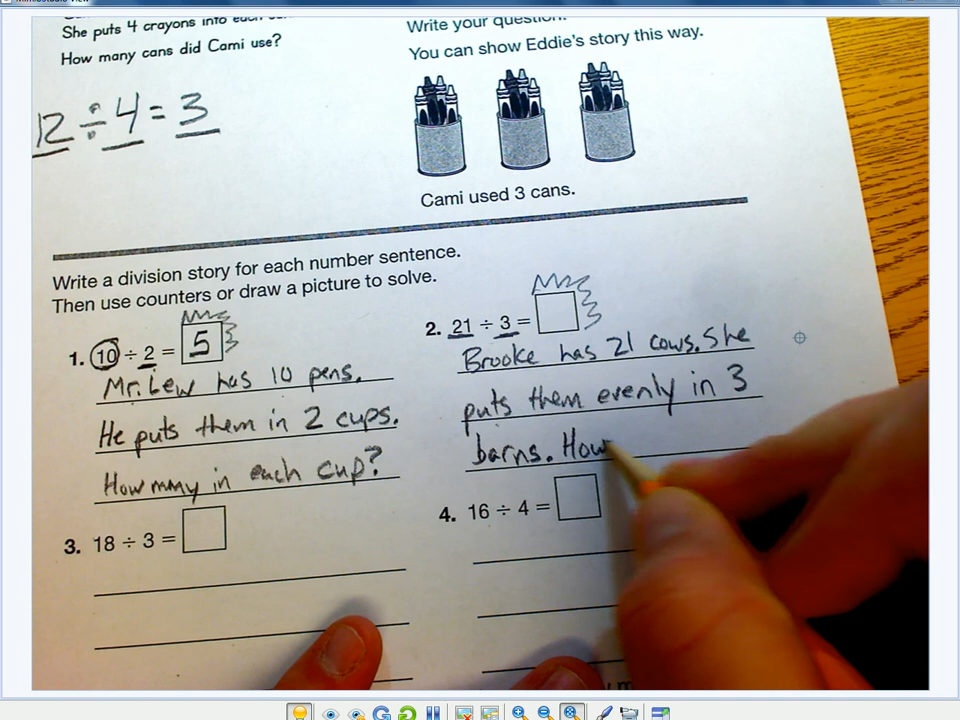 She puts 4 crayons into each
How many cans did Cami use?
12 ÷ 4 = 3
Write your question.
You can show Eddie's story this way.
Cami used 3 cans.
Write a division story for each number sentence.
Then use counters or draw a picture to solve.
1. 10 ÷ 2 = 5
Mr. Lew has 10 pens.
He puts them in 2 cups.
How many in each cup?
2. 21 ÷ 3 =
Brooke has 21 cows. She
puts them evenly in 3
barns. How
3. 18 ÷ 3 =
4. 16 ÷ 4 =